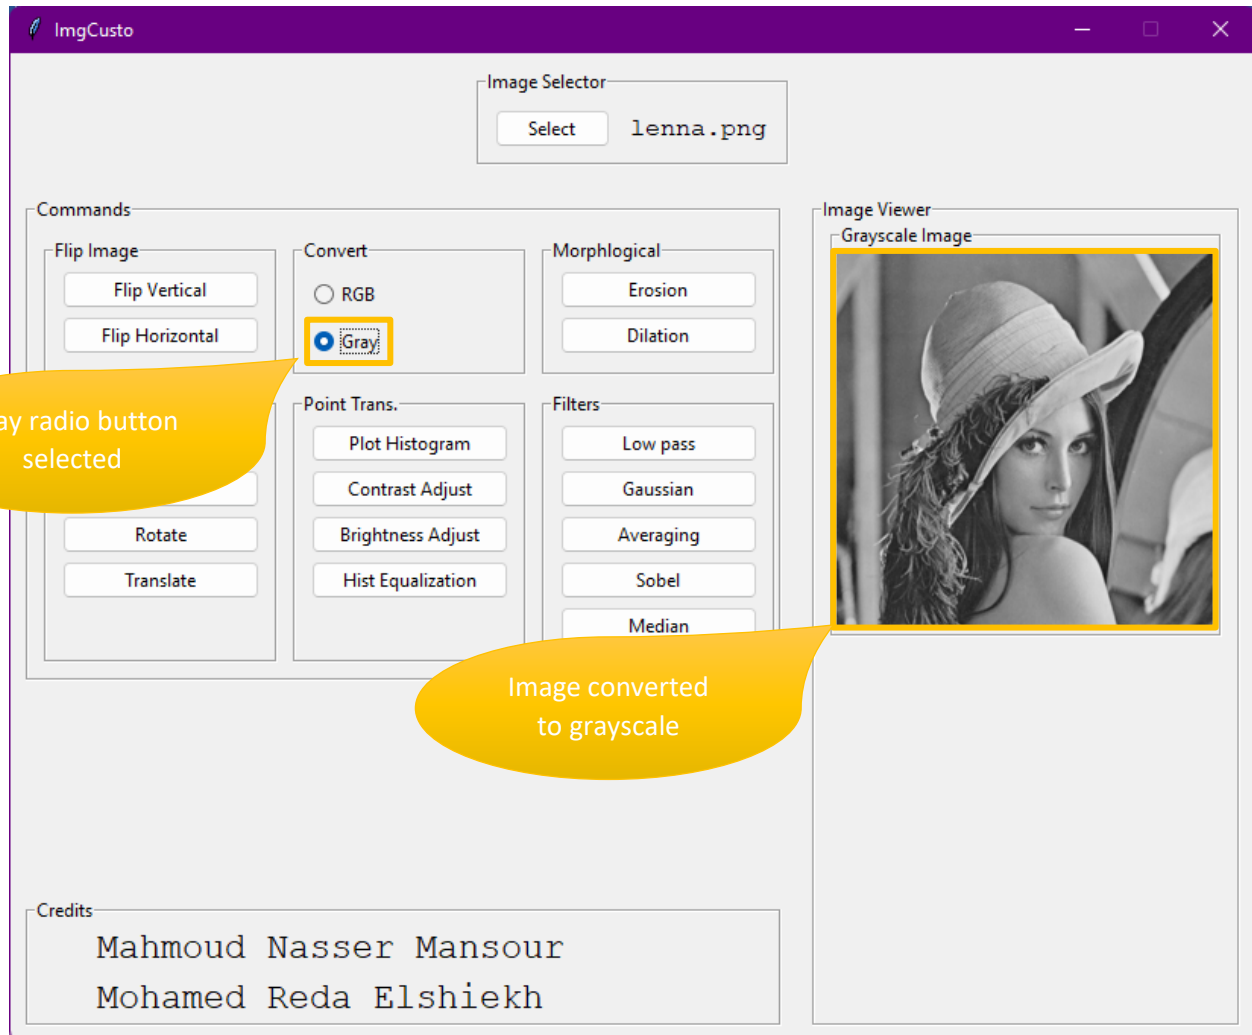 ImgCusto
Image Selector
Select lenna.png
Commands
Flip Image
Flip Vertical
Flip Horizontal
Convert
RGB
Gray
Morphlogical
Erosion
Dilation
radio button
selected
Rotate
Translate
Point Trans.
Plot Histogram
Contrast Adjust
Brightness Adjust
Hist Equalization
Filters
Low pass
Gaussian
Averaging
Sobel
Median
Image converted
to grayscale
Image Viewer
Grayscale Image
Credits
Mahmoud Nasser Mansour
Mohamed Reda Elshiekh